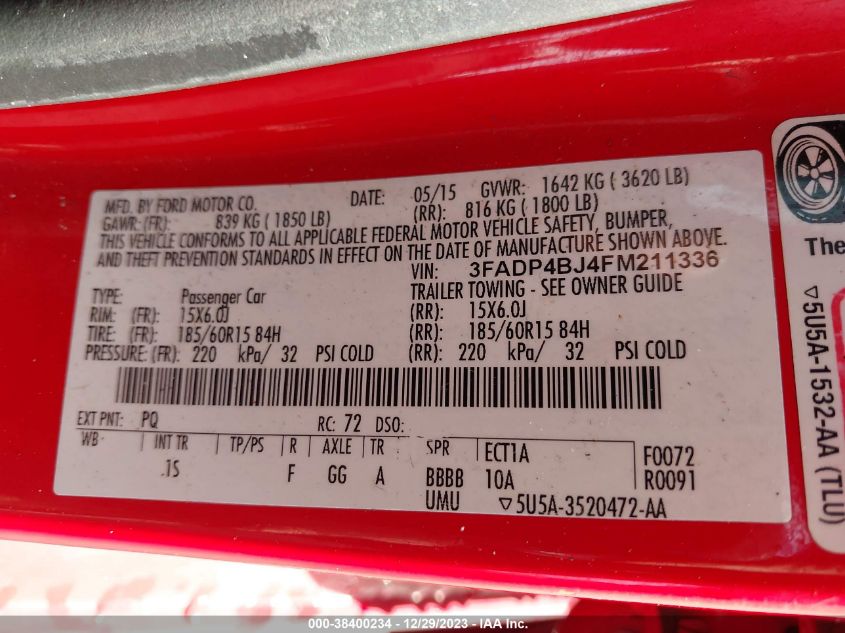 MFD. BY FORD MOTOR CO. DATE: 05/15 GVWR: 1642 KG ( 3620 LB)
GAWR: (FR): 839 KG ( 1850 LB) (RR): 816 KG ( 1800 LB)
THIS VEHICLE CONFORMS TO ALL APPLICABLE FEDERAL MOTOR VEHICLE SAFETY, BUMPER,
AND THEFT PREVENTION STANDARDS IN EFFECT ON THE DATE OF MANUFACTURE SHOWN ABOVE.
VIN: 3FADP4BJ4FM211336
TYPE: Passenger Car TRAILER TOWING - SEE OWNER GUIDE
RIM: (FR): 15X6.0J (RR): 15X6.0J
TIRE: (FR): 185/60R15 84H (RR): 185/60R15 84H
PRESSURE: (FR): 220 kPa/ 32 PSI COLD (RR): 220 kPa/ 32 PSI COLD
EXT PNT: PQ RC: 72 DSO:
WB INT TR TP/PS R AXLE TR SPR ECT1A F0072
.1S F GG A BBBB 10A R0091
UMU ▽5U5A-3520472-AA
The
▽5U5A-1532-AA (TLU)
000-38400234 - 12/29/2023 - IAA Inc.